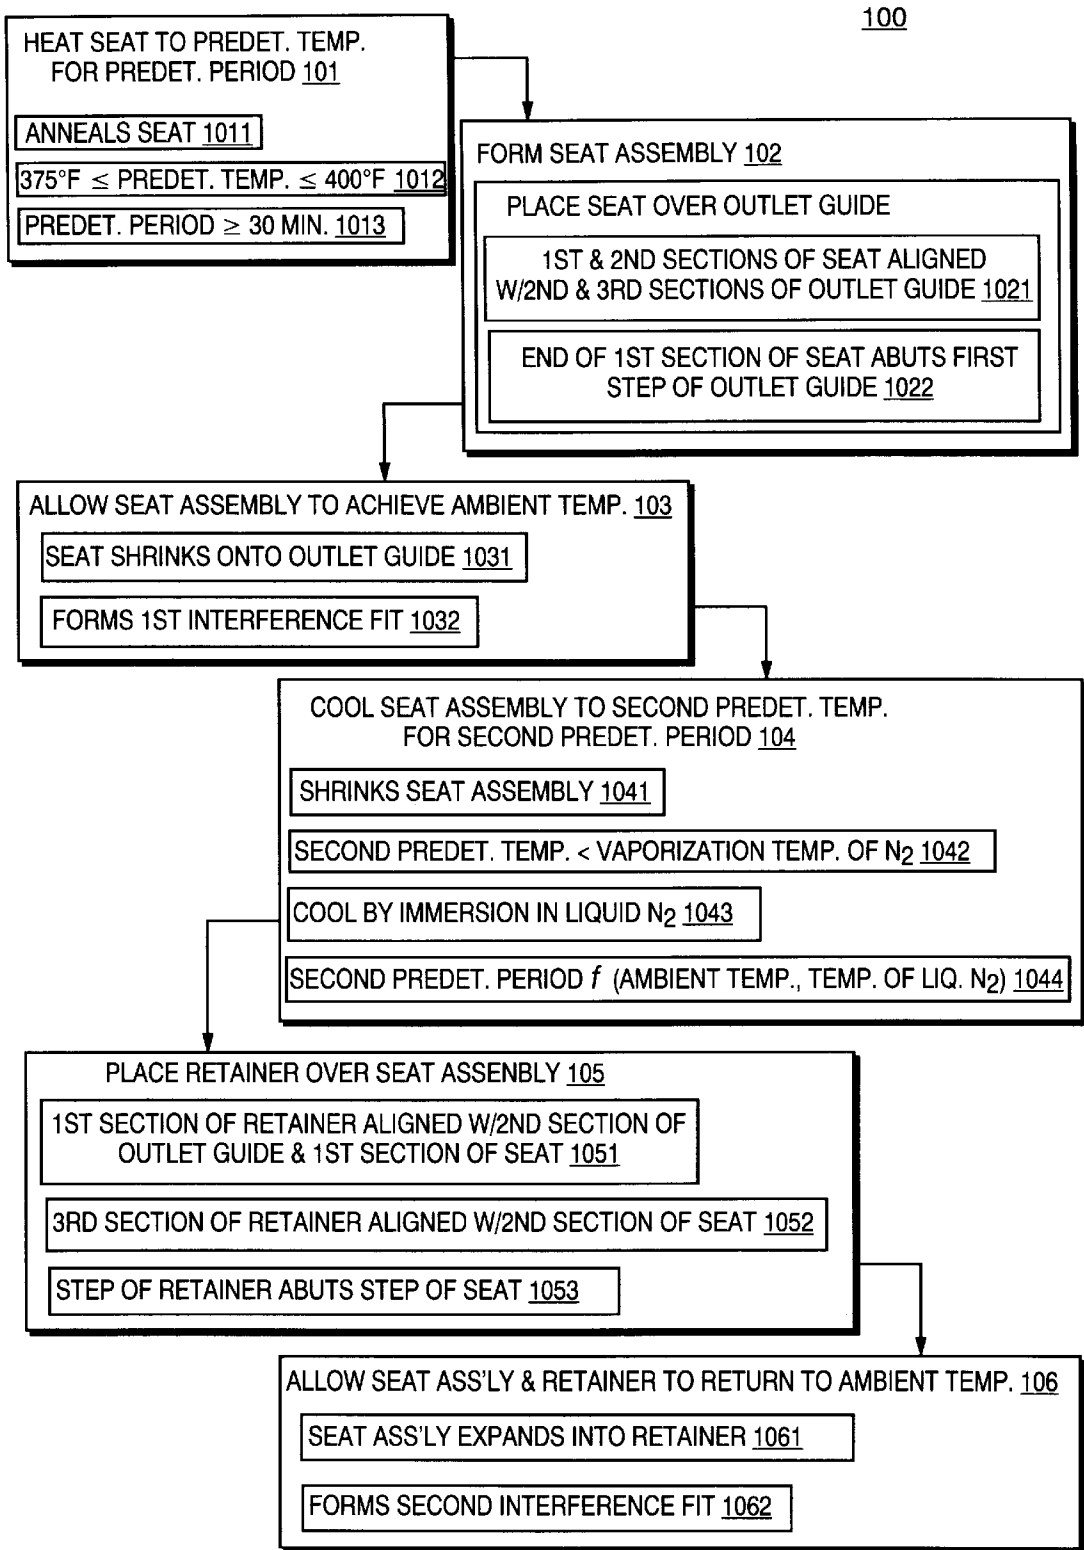 100
HEAT SEAT TO PREDET. TEMP.
FOR PREDET. PERIOD 101
ANNEALS SEAT 1011
375°F ≤ PREDET. TEMP. ≤ 400°F 1012
PREDET. PERIOD ≥ 30 MIN. 1013
FORM SEAT ASSEMBLY 102
PLACE SEAT OVER OUTLET GUIDE
1ST & 2ND SECTIONS OF SEAT ALIGNED
W/2ND & 3RD SECTIONS OF OUTLET GUIDE 1021
END OF 1ST SECTION OF SEAT ABUTS FIRST
STEP OF OUTLET GUIDE 1022
ALLOW SEAT ASSEMBLY TO ACHIEVE AMBIENT TEMP. 103
SEAT SHRINKS ONTO OUTLET GUIDE 1031
FORMS 1ST INTERFERENCE FIT 1032
COOL SEAT ASSEMBLY TO SECOND PREDET. TEMP.
FOR SECOND PREDET. PERIOD 104
SHRINKS SEAT ASSEMBLY 1041
SECOND PREDET. TEMP. < VAPORIZATION TEMP. OF N2 1042
COOL BY IMMERSION IN LIQUID N2 1043
SECOND PREDET. PERIOD f (AMBIENT TEMP., TEMP. OF LIQ. N2) 1044
PLACE RETAINER OVER SEAT ASSENBLY 105
1ST SECTION OF RETAINER ALIGNED W/2ND SECTION OF
OUTLET GUIDE & 1ST SECTION OF SEAT 1051
3RD SECTION OF RETAINER ALIGNED W/2ND SECTION OF SEAT 1052
STEP OF RETAINER ABUTS STEP OF SEAT 1053
ALLOW SEAT ASS'LY & RETAINER TO RETURN TO AMBIENT TEMP. 106
SEAT ASS'LY EXPANDS INTO RETAINER 1061
FORMS SECOND INTERFERENCE FIT 1062